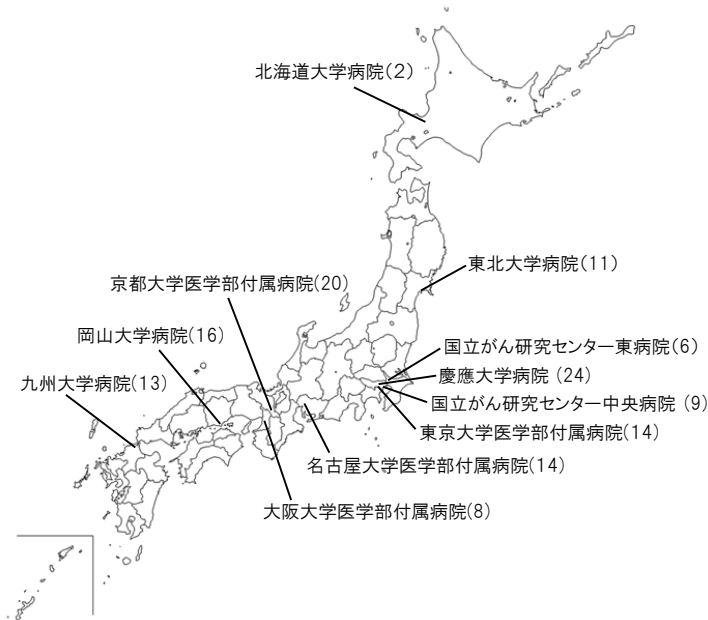 北海道大学病院(2)
東北大学病院(11)
京都大学医学部付属病院(20)
岡山大学病院(16)
国立がん研究センター東病院(6)
九州大学病院(13)
慶應大学病院 (24)
国立がん研究センター中央病院 (9)
東京大学医学部付属病院(14)
名古屋大学医学部付属病院(14)
大阪大学医学部付属病院(8)